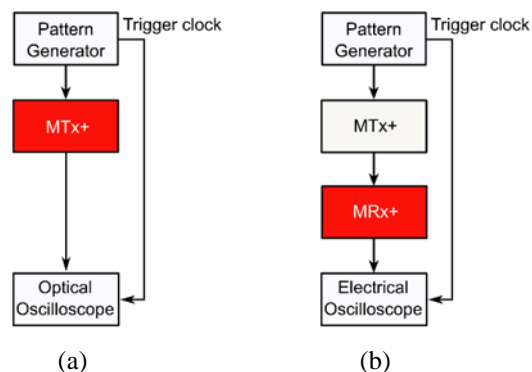 Pattern
Generator
Trigger clock
MTx+
Optical
Oscilloscope
(a)
Pattern
Generator
Trigger clock
MTx+
MRx+
Electrical
Oscilloscope
(b)